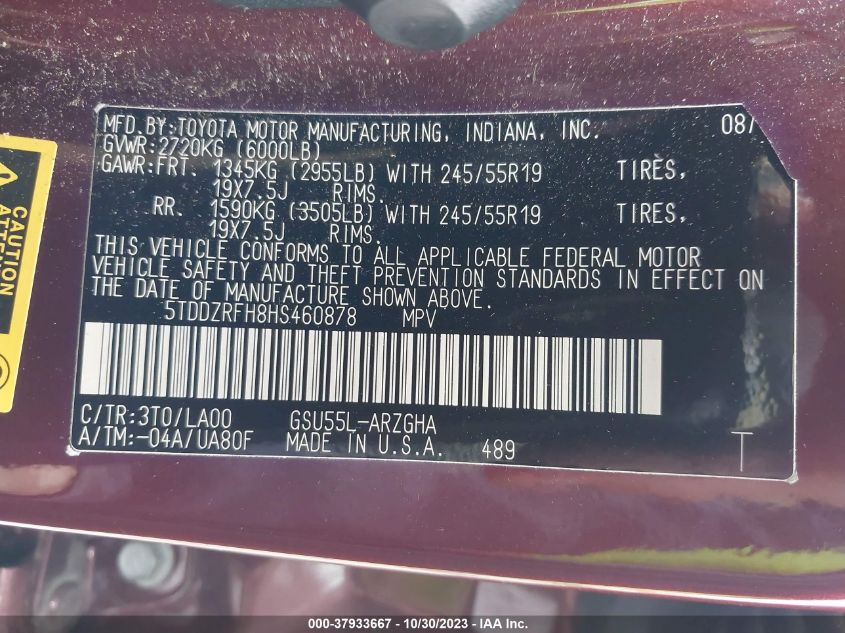 MFD.BY:TOYOTA MOTOR MANUFACTURING, INDIANA, INC. 08/
GVWR:2720KG (6000LB)
GAWR:FRT. 1345KG (2955LB) WITH 245/55R19 TIRES,
19X7.5J RIMS.
RR. 1590KG (3505LB) WITH 245/55R19 TIRES,
19X7.5J RIMS.
THIS VEHICLE CONFORMS TO ALL APPLICABLE FEDERAL MOTOR
VEHICLE SAFETY AND THEFT PREVENTION STANDARDS IN EFFECT ON
THE DATE OF MANUFACTURE SHOWN ABOVE.
5TDDZRFH8HS460878 MPV
C/TR:3T0/LA00 GSU55L-ARZGHA
A/TM:-04A/UA80F MADE IN U.S.A. 489 T
CAUTION
000-37933667 - 10/30/2023 - IAA Inc.